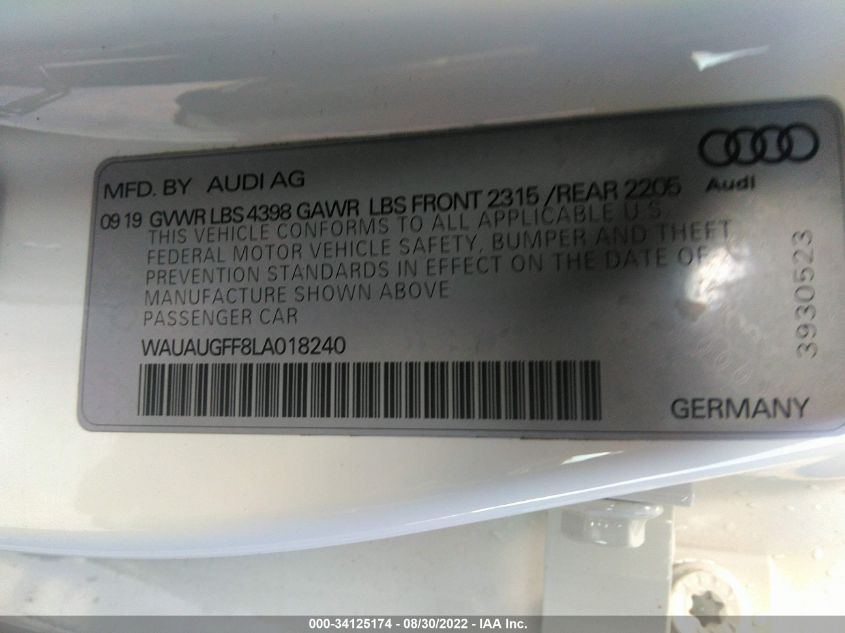 MFD. BY AUDI AG
Audi
09 19 GVWR LBS 4398 GAWR LBS FRONT 2315 /REAR 2205
THIS VEHICLE CONFORMS TO ALL APPLICABLE U.S.
FEDERAL MOTOR VEHICLE SAFETY, BUMPER AND THEFT
PREVENTION STANDARDS IN EFFECT ON THE DATE OF
MANUFACTURE SHOWN ABOVE
PASSENGER CAR
WAUAUGFF8LA018240
3930523
GERMANY
000-34125174 - 08/30/2022 - IAA Inc.